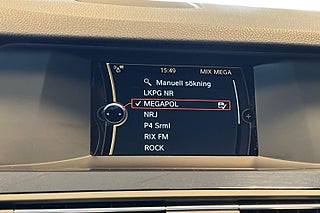 15:49 MIX MEGA
Manuell sökning
LKPG NR
MEGAPOL
NRJ
P4 Srml
RIX FM
ROCK